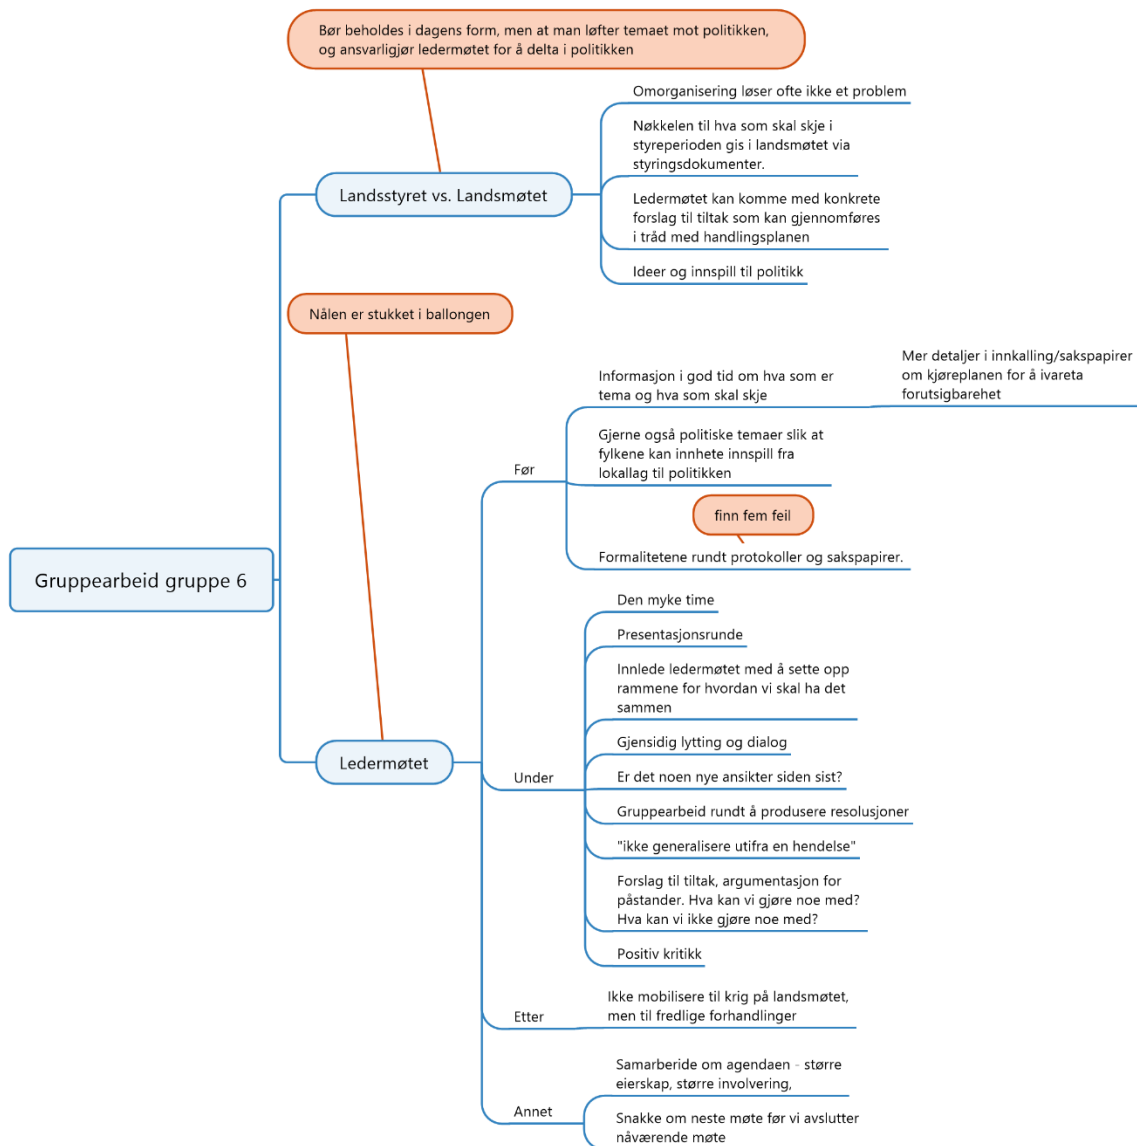 Bør beholdes i dagens form, men at man løfter temaet mot politikken,
og ansvarligjør ledermøtet for å delta i politikken
Omorganisering løser ofte ikke et problem
Nøkkelen til hva som skal skje i
styreperioden gis i landsmøtet via
styringsdokumenter.
Landsstyret vs. Landsmøtet
Ledermøtet kan komme med konkrete
forslag til tiltak som kan gjennomføres
i tråd med handlingsplanen
Ideer og innspill til politikk
Nålen er stukket i ballongen
Informasjon i god tid om hva som er
tema og hva som skal skje
Mer detaljer i innkalling/sakspapirer
om kjøreplanen for å ivareta
forutsigbarehet
Gjerne også politiske temaer slik at
fylkene kan innhete innspill fra
lokallag til politikken
Før
finn fem feil
Formalitetene rundt protokoller og sakspapirer.
Gruppearbeid gruppe 6
Den myke time
Presentasjonsrunde
Innlede ledermøtet med å sette opp
rammene for hvordan vi skal ha det
sammen
Gjensidig lytting og dialog
Ledermøtet
Under
Er det noen nye ansikter siden sist?
Gruppearbeid rundt å produsere resolusjoner
"ikke generalisere utifra en hendelse"
Forslag til tiltak, argumentasjon for
påstander. Hva kan vi gjøre noe med?
Hva kan vi ikke gjøre noe med?
Positiv kritikk
Etter
Ikke mobilisere til krig på landsmøtet,
men til fredlige forhandlinger
Samarberide om agendaen - større
eierskap, større involvering,
Annet
Snakke om neste møte før vi avslutter
nåværende møte